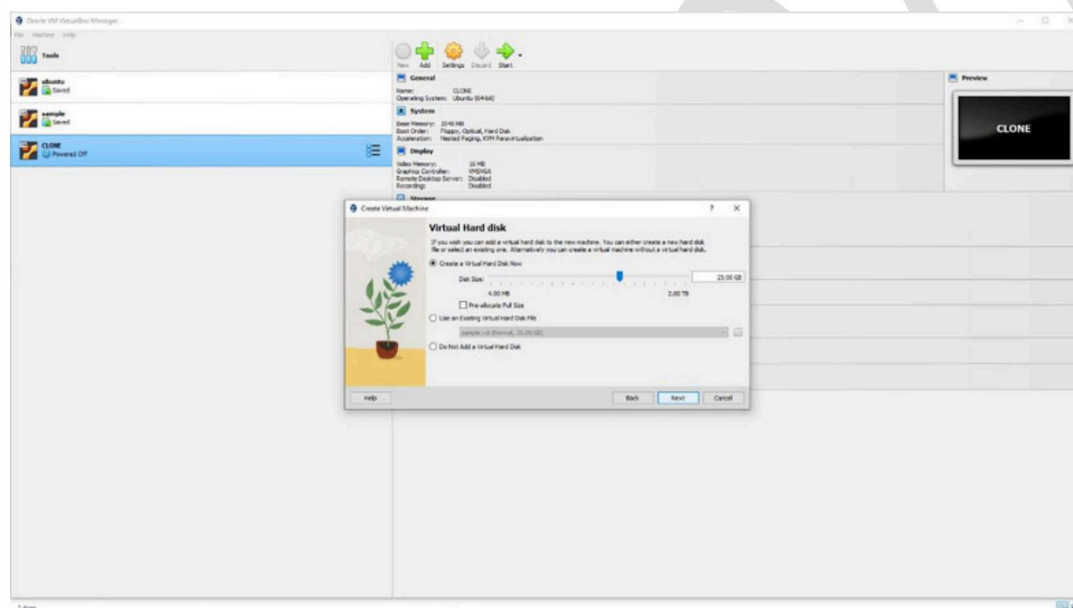 Oracle VM VirtualBox Manager
File Machine Help
Tools
New Add Settings Discard Start
ubuntu
Saved
sample
Saved
CLONE
Powered Off
General
Name: CLONE
Operating System: Ubuntu (64-bit)
System
Base Memory: 2048 MB
Boot Order: Floppy, Optical, Hard Disk
Acceleration: Nested Paging, KVM Paravirtualization
Display
Video Memory: 16 MB
Graphics Controller: VMSVGA
Remote Desktop Server: Disabled
Recording: Disabled
Storage
Preview
CLONE
Create Virtual Machine ? X
Virtual Hard disk
If you wish you can add a virtual hard disk to the new machine. You can either create a new hard disk
file or select an existing one. Alternatively you can create a virtual machine without a virtual hard disk.
Create a Virtual Hard Disk Now
Disk Size: 25.00 GB
4.00 MB 2.00 TB
Pre-allocate Full Size
Use an Existing Virtual Hard Disk File
sample.vdi (Normal, 25.00 GB)
Do Not Add a Virtual Hard Disk
Help Back Next Cancel